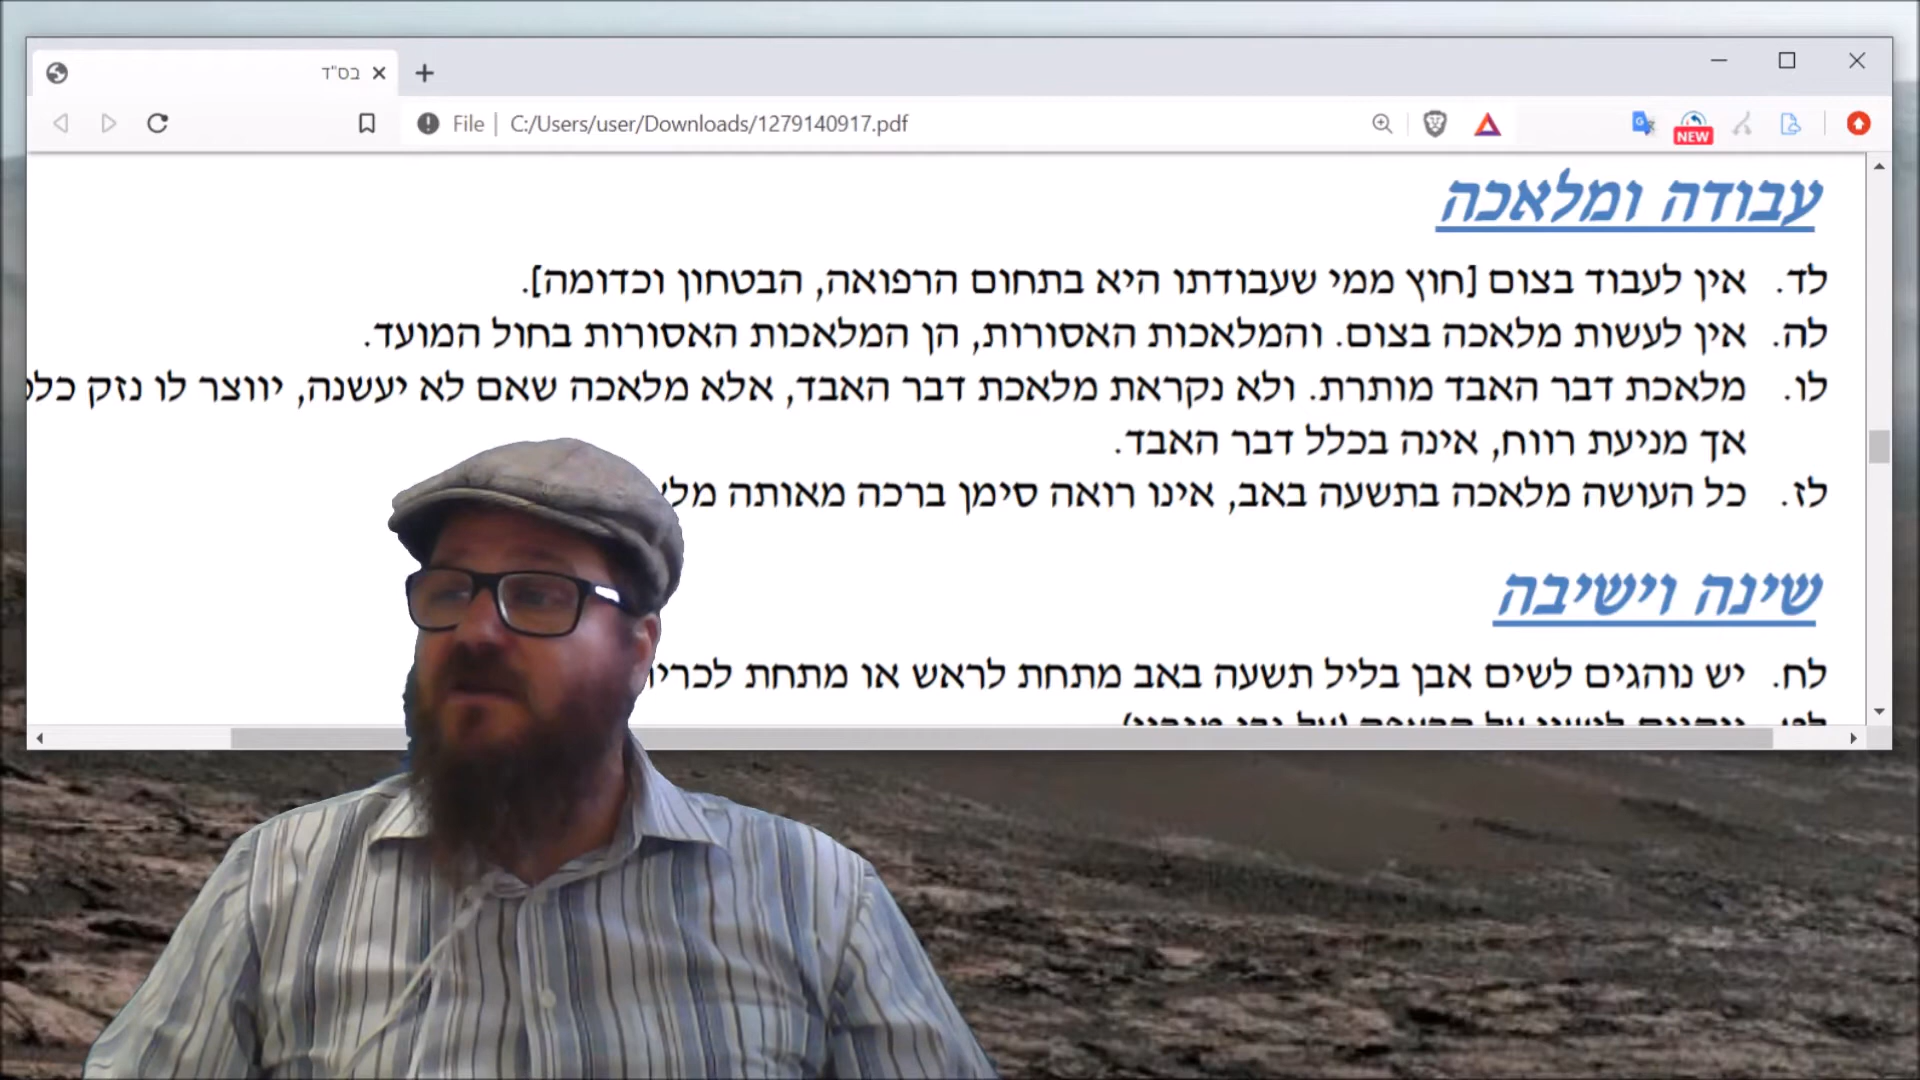 בס"ד
File
C:/Users/user/Downloads/1279140917.pdf
NEW
עבודה ומלאכה
לד. אין לעבוד בצום [חוץ ממי שעבודתו היא בתחום הרפואה, הבטחון וכדומה].
לה. אין לעשות מלאכה בצום. והמלאכות האסורות, הן המלאכות האסורות בחול המועד.
לו. מלאכת דבר האבד מותרת. ולא נקראת מלאכת דבר האבד, אלא מלאכה שאם לא יעשנה, יווצר לו נזק
אך מניעת רווח, אינה בכלל דבר האבד.
לז. כל העושה מלאכה בתשעה באב, אינו רואה סימן ברכה מאותה
שינה וישיבה
לח. יש נוהגים לשים אבן בליל תשעה באב מתחת לראש או מתחת